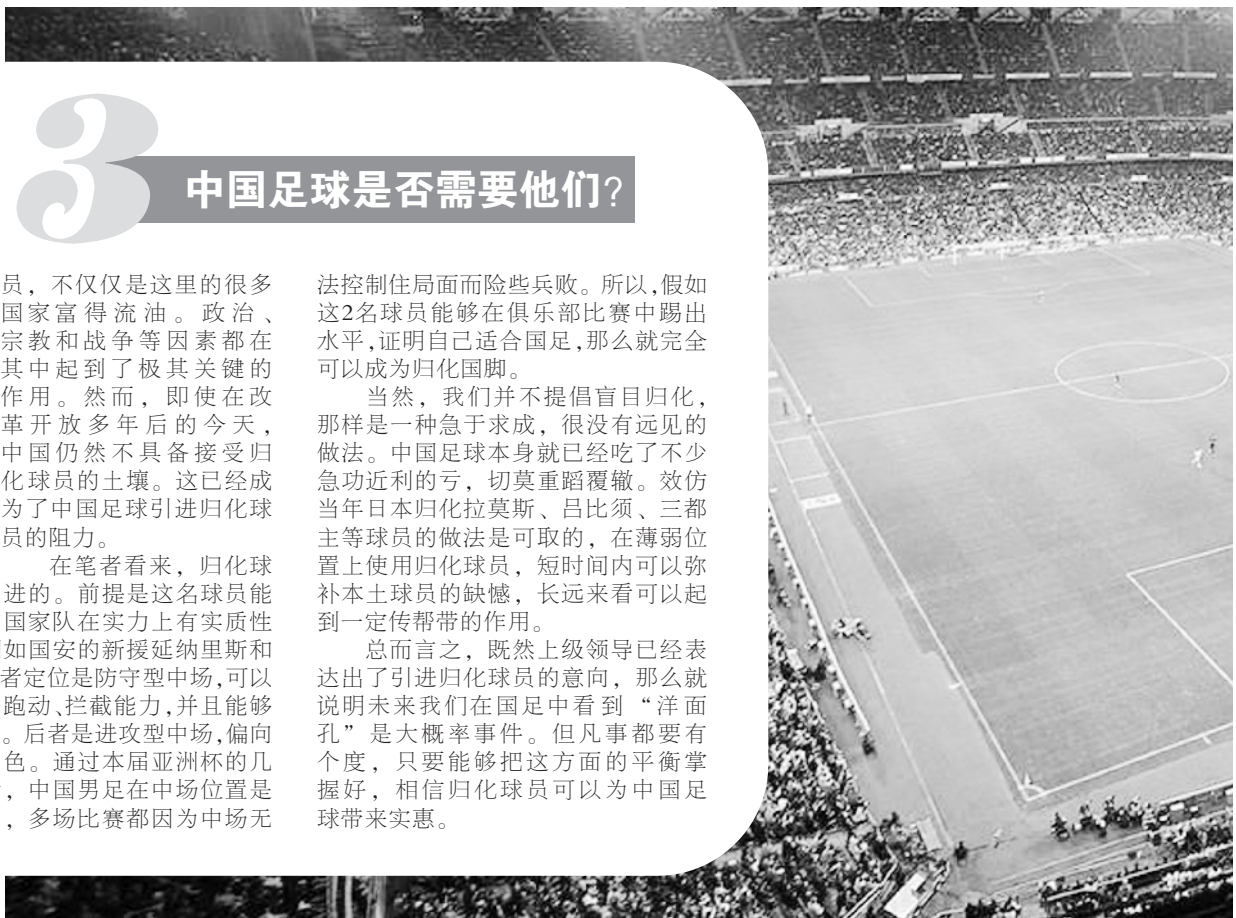 3
中国足球是否需要他们?
员，不仅仅是这里的很多
国家富得流油。政治、
宗教和战争等因素都在
其中起到了极其关键的
作用。然而，即使在改
革开放多年后的今天，
中国仍然不具备接受归
化球员的土壤。这已经成
为了中国足球引进归化球
员的阻力。
在笔者看来，归化球
进的。前提是这名球员能
国家队在实力上有实质性
如国安的新援延纳里斯和
者定位是防守型中场,可以
跑动、拦截能力,并且能够
。后者是进攻型中场,偏向
色。通过本届亚洲杯的几
，中国男足在中场位置是
，多场比赛都因为中场无
法控制住局面而险些兵败。所以,假如
这2名球员能够在俱乐部比赛中踢出
水平,证明自己适合国足,那么就完全
可以成为归化国脚。
当然，我们并不提倡盲目归化，
那样是一种急于求成，很没有远见的
做法。中国足球本身就已经吃了不少
急功近利的亏，切莫重蹈覆辙。效仿
当年日本归化拉莫斯、吕比须、三都
主等球员的做法是可取的，在薄弱位
置上使用归化球员，短时间内可以弥
补本土球员的缺憾，长远来看可以起
到一定传帮带的作用。
总而言之，既然上级领导已经表
达出了引进归化球员的意向，那么就
说明未来我们在国足中看到“洋面
孔”是大概率事件。但凡事都要有
个度，只要能够把这方面的平衡掌
握好，相信归化球员可以为中国足
球带来实惠。